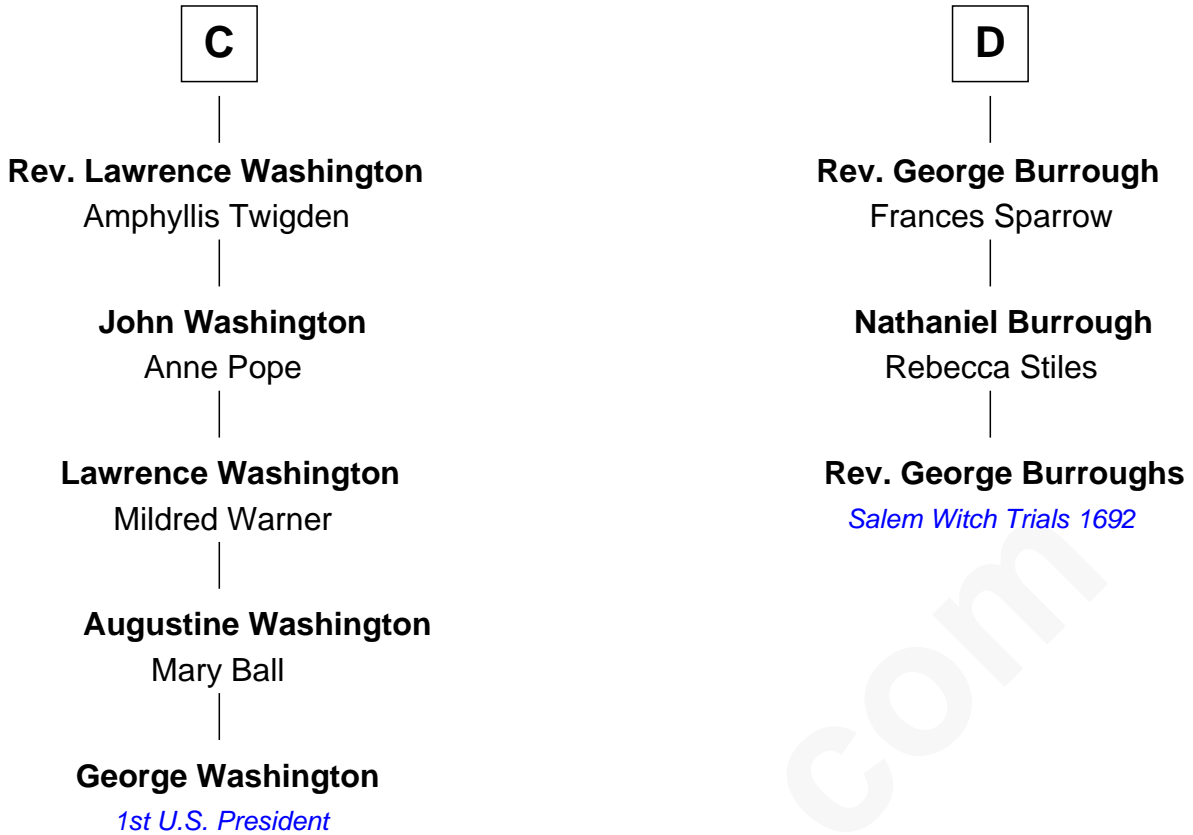 C
Rev. Lawrence Washington
Amphyllis Twigden
John Washington
Anne Pope
Lawrence Washington
Mildred Warner
Augustine Washington
Mary Ball
George Washington
1st U.S. President
D
Rev. George Burrough
Frances Sparrow
Nathaniel Burrough
Rebecca Stiles
Rev. George Burroughs
Salem Witch Trials 1692
com